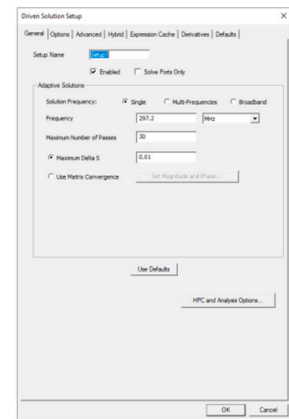 Driven Solution Setup
General Options Advanced Hybrid Expression Cache Derivatives Defaults
Setup Name Setup1
Enabled Solve Ports Only
Adaptive Solutions
Solution Frequency: Single Multi-Frequencies Broadband
Frequency 297.2 MHz
Maximum Number of Passes 30
Maximum Delta S 0.01
Use Matrix Convergence Set Magnitude and Phase...
Use Defaults
HPC and Analysis Options...
OK Cancel